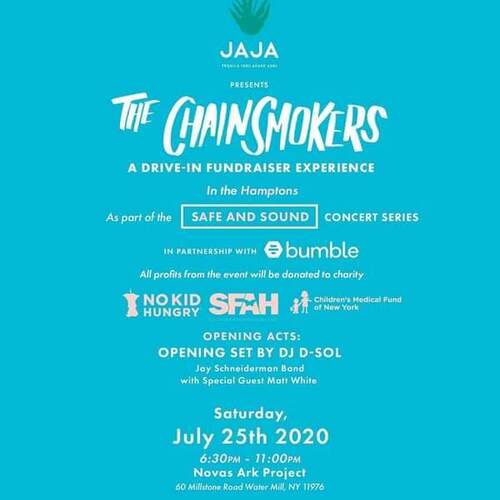 JAJA
TEQUILA 100% AGAVE AZUL
PRESENTS
THE CHAINSMOKERS
A DRIVE-IN FUNDRAISER EXPERIENCE
In the Hamptons
As part of the SAFE AND SOUND CONCERT SERIES
IN PARTNERSHIP WITH bumble
All profits from the event will be donated to charity
NO KID
HUNGRY
SFAH
Children's Medical Fund
of New York
OPENING ACTS:
OPENING SET BY DJ D-SOL
Jay Schneiderman Band
with Special Guest Matt White
Saturday,
July 25th 2020
6:30PM - 11:00PM
Novas Ark Project
60 Millstone Road Water Mill, NY 11976